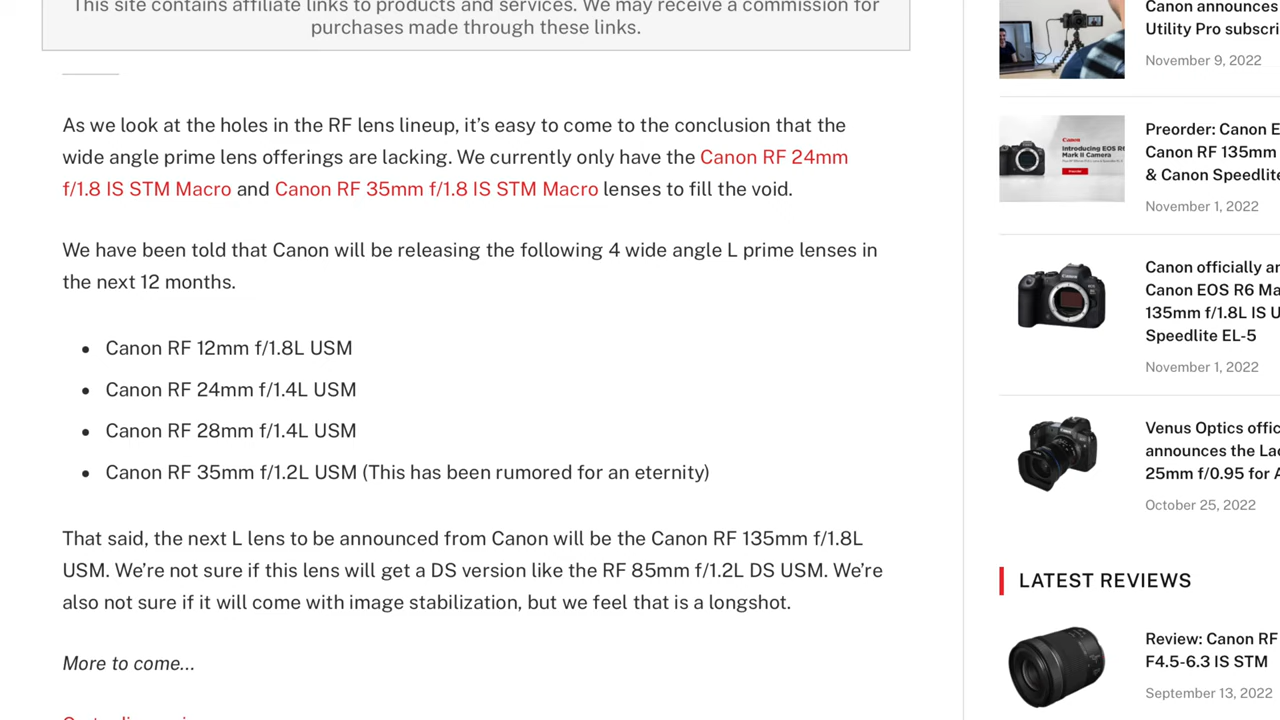 This site contains affiliate links to products and services. We may receive a commission for
purchases made through these links.
As we look at the holes in the RF lens lineup, it’s easy to come to the conclusion that the
wide angle prime lens offerings are lacking. We currently only have the Canon RF 24mm
f/1.8 IS STM Macro and Canon RF 35mm f/1.8 IS STM Macro lenses to fill the void.
We have been told that Canon will be releasing the following 4 wide angle L prime lenses in
the next 12 months.
• Canon RF 12mm f/1.8L USM
• Canon RF 24mm f/1.4L USM
• Canon RF 28mm f/1.4L USM
• Canon RF 35mm f/1.2L USM (This has been rumored for an eternity)
That said, the next L lens to be announced from Canon will be the Canon RF 135mm f/1.8L
USM. We’re not sure if this lens will get a DS version like the RF 85mm f/1.2L DS USM. We’re
also not sure if it will come with image stabilization, but we feel that is a longshot.
More to come…
Canon announces
Utility Pro subscri
November 9, 2022
Canon
Introducing EOS R6
Mark II Camera
Preorder: Canon E
Canon RF 135mm
& Canon Speedlite
November 1, 2022
Canon officially an
Canon EOS R6 Ma
135mm f/1.8L IS U
Speedlite EL-5
November 1, 2022
Venus Optics offic
announces the Lao
25mm f/0.95 for A
October 25, 2022
LATEST REVIEWS
Review: Canon RF
F4.5-6.3 IS STM
September 13, 2022